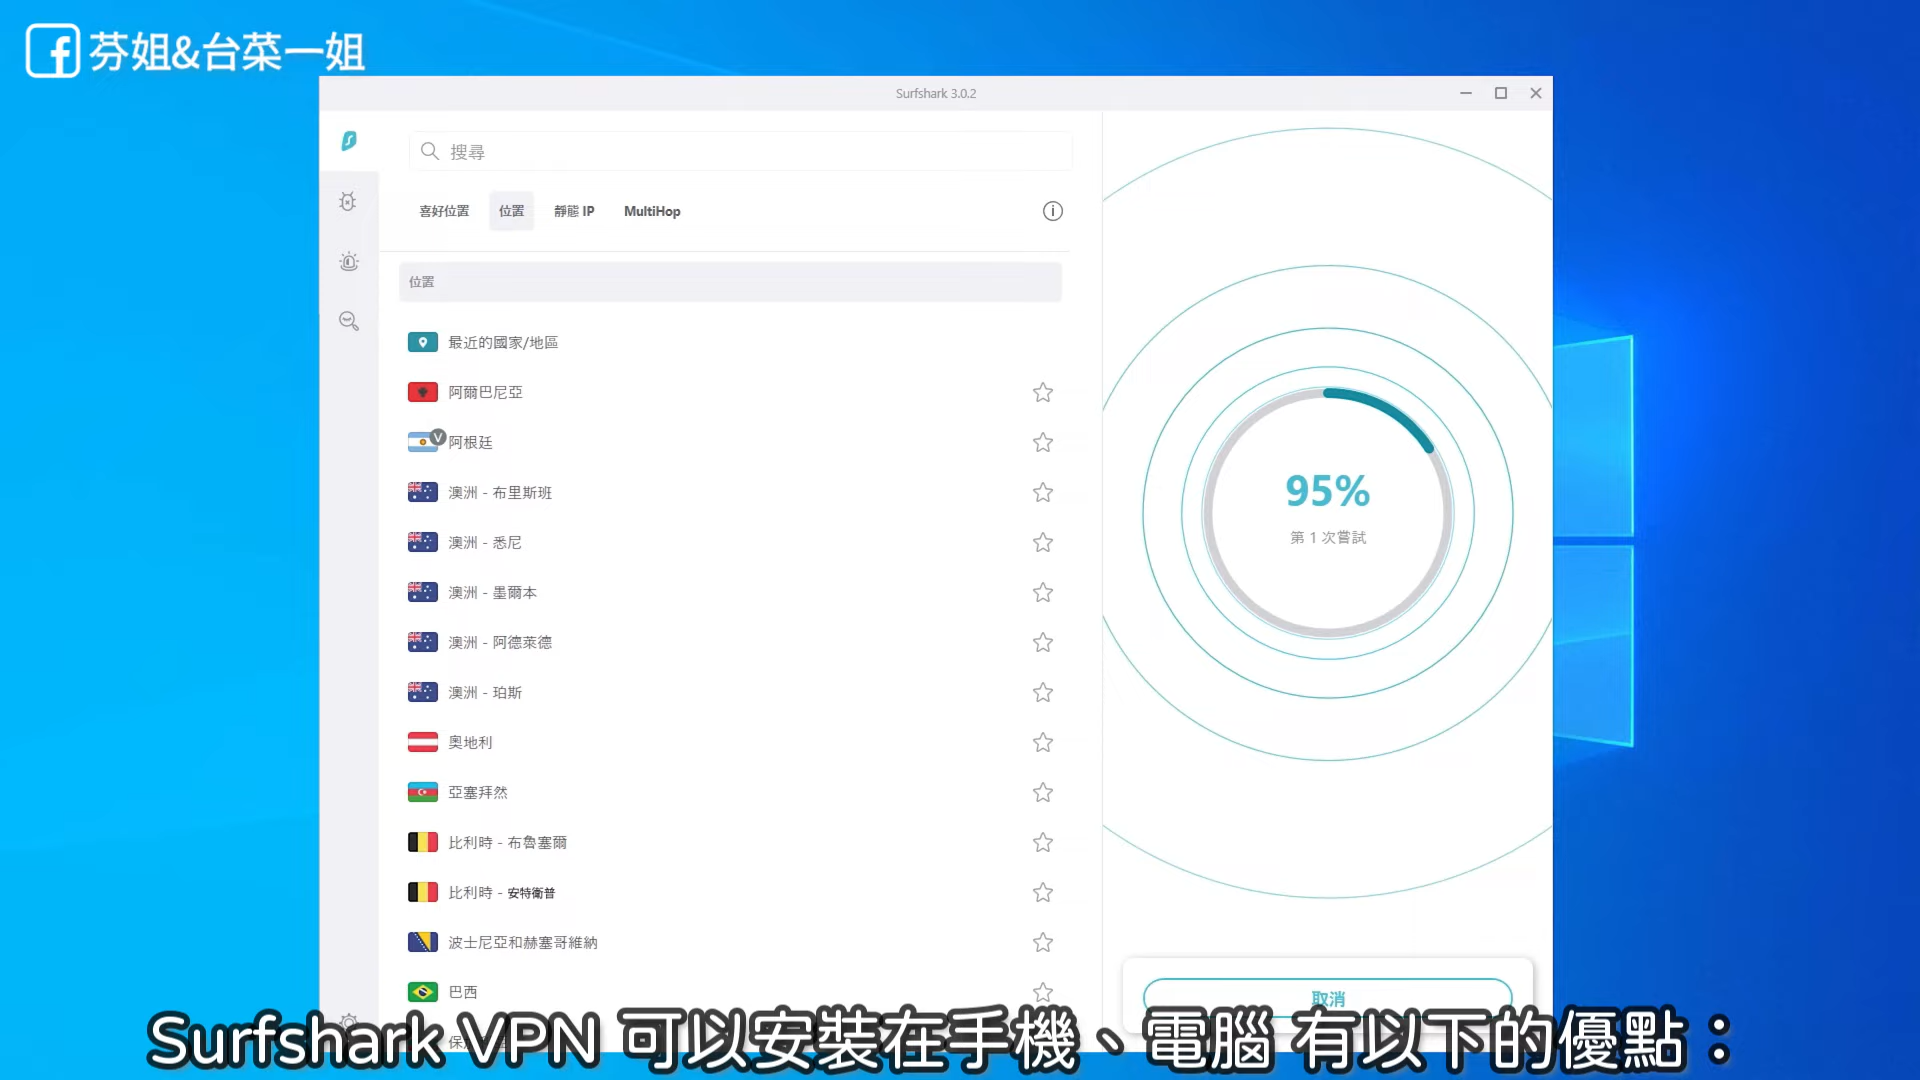 芬姐&台菜一姐
Surfshark 3.0.2
搜尋
喜好位置 位置 靜態 IP MultiHop
位置
最近的國家/地區
阿爾巴尼亞
V 阿根廷
澳洲 - 布里斯班
澳洲 - 悉尼
澳洲 - 墨爾本
澳洲 - 阿德萊德
澳洲 - 珀斯
奧地利
亞塞拜然
比利時 - 布魯塞爾
比利時 - 安特衛普
波士尼亞和赫塞哥維納
巴西
95%
第 1 次嘗試
取消
Surfshark VPN 可以安裝在手機、電腦 有以下的優點：